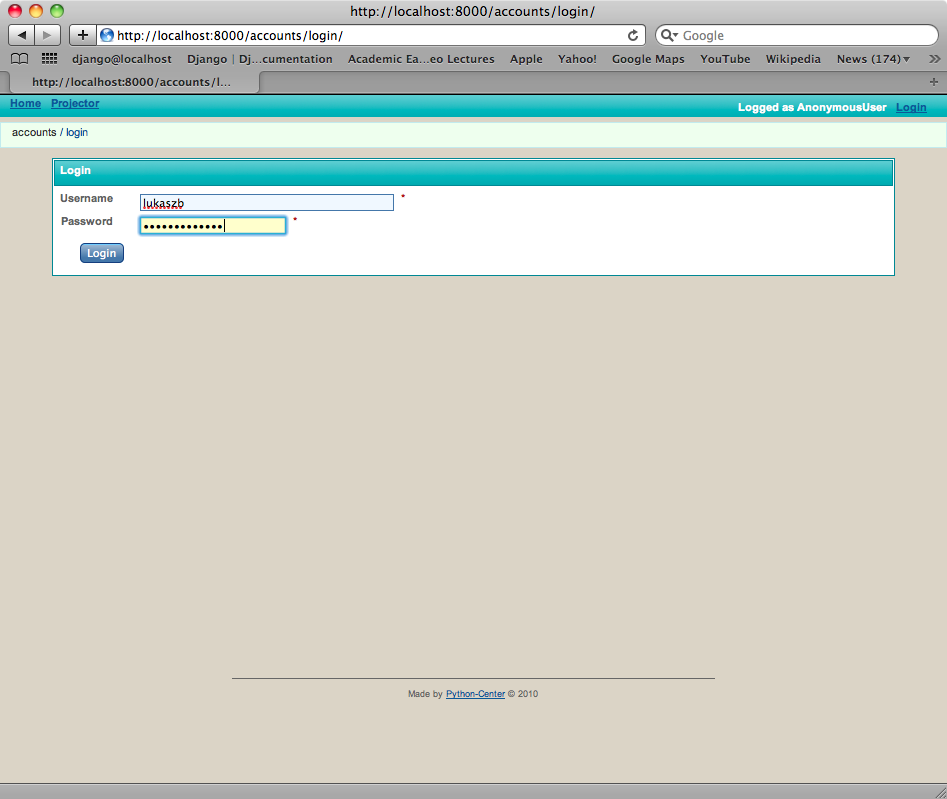 http://localhost:8000/accounts/login/
http://localhost:8000/accounts/login/ Google
django@localhost Django | Dj...cumentation Academic Ea...eo Lectures Apple Yahoo! Google Maps YouTube Wikipedia News (174)▾ »
http://localhost:8000/accounts/l... +
Home Projector Logged as AnonymousUser Login
accounts / login
Login
Username lukaszb *
Password ••••••••••••• *
Login
Made by Python-Center © 2010